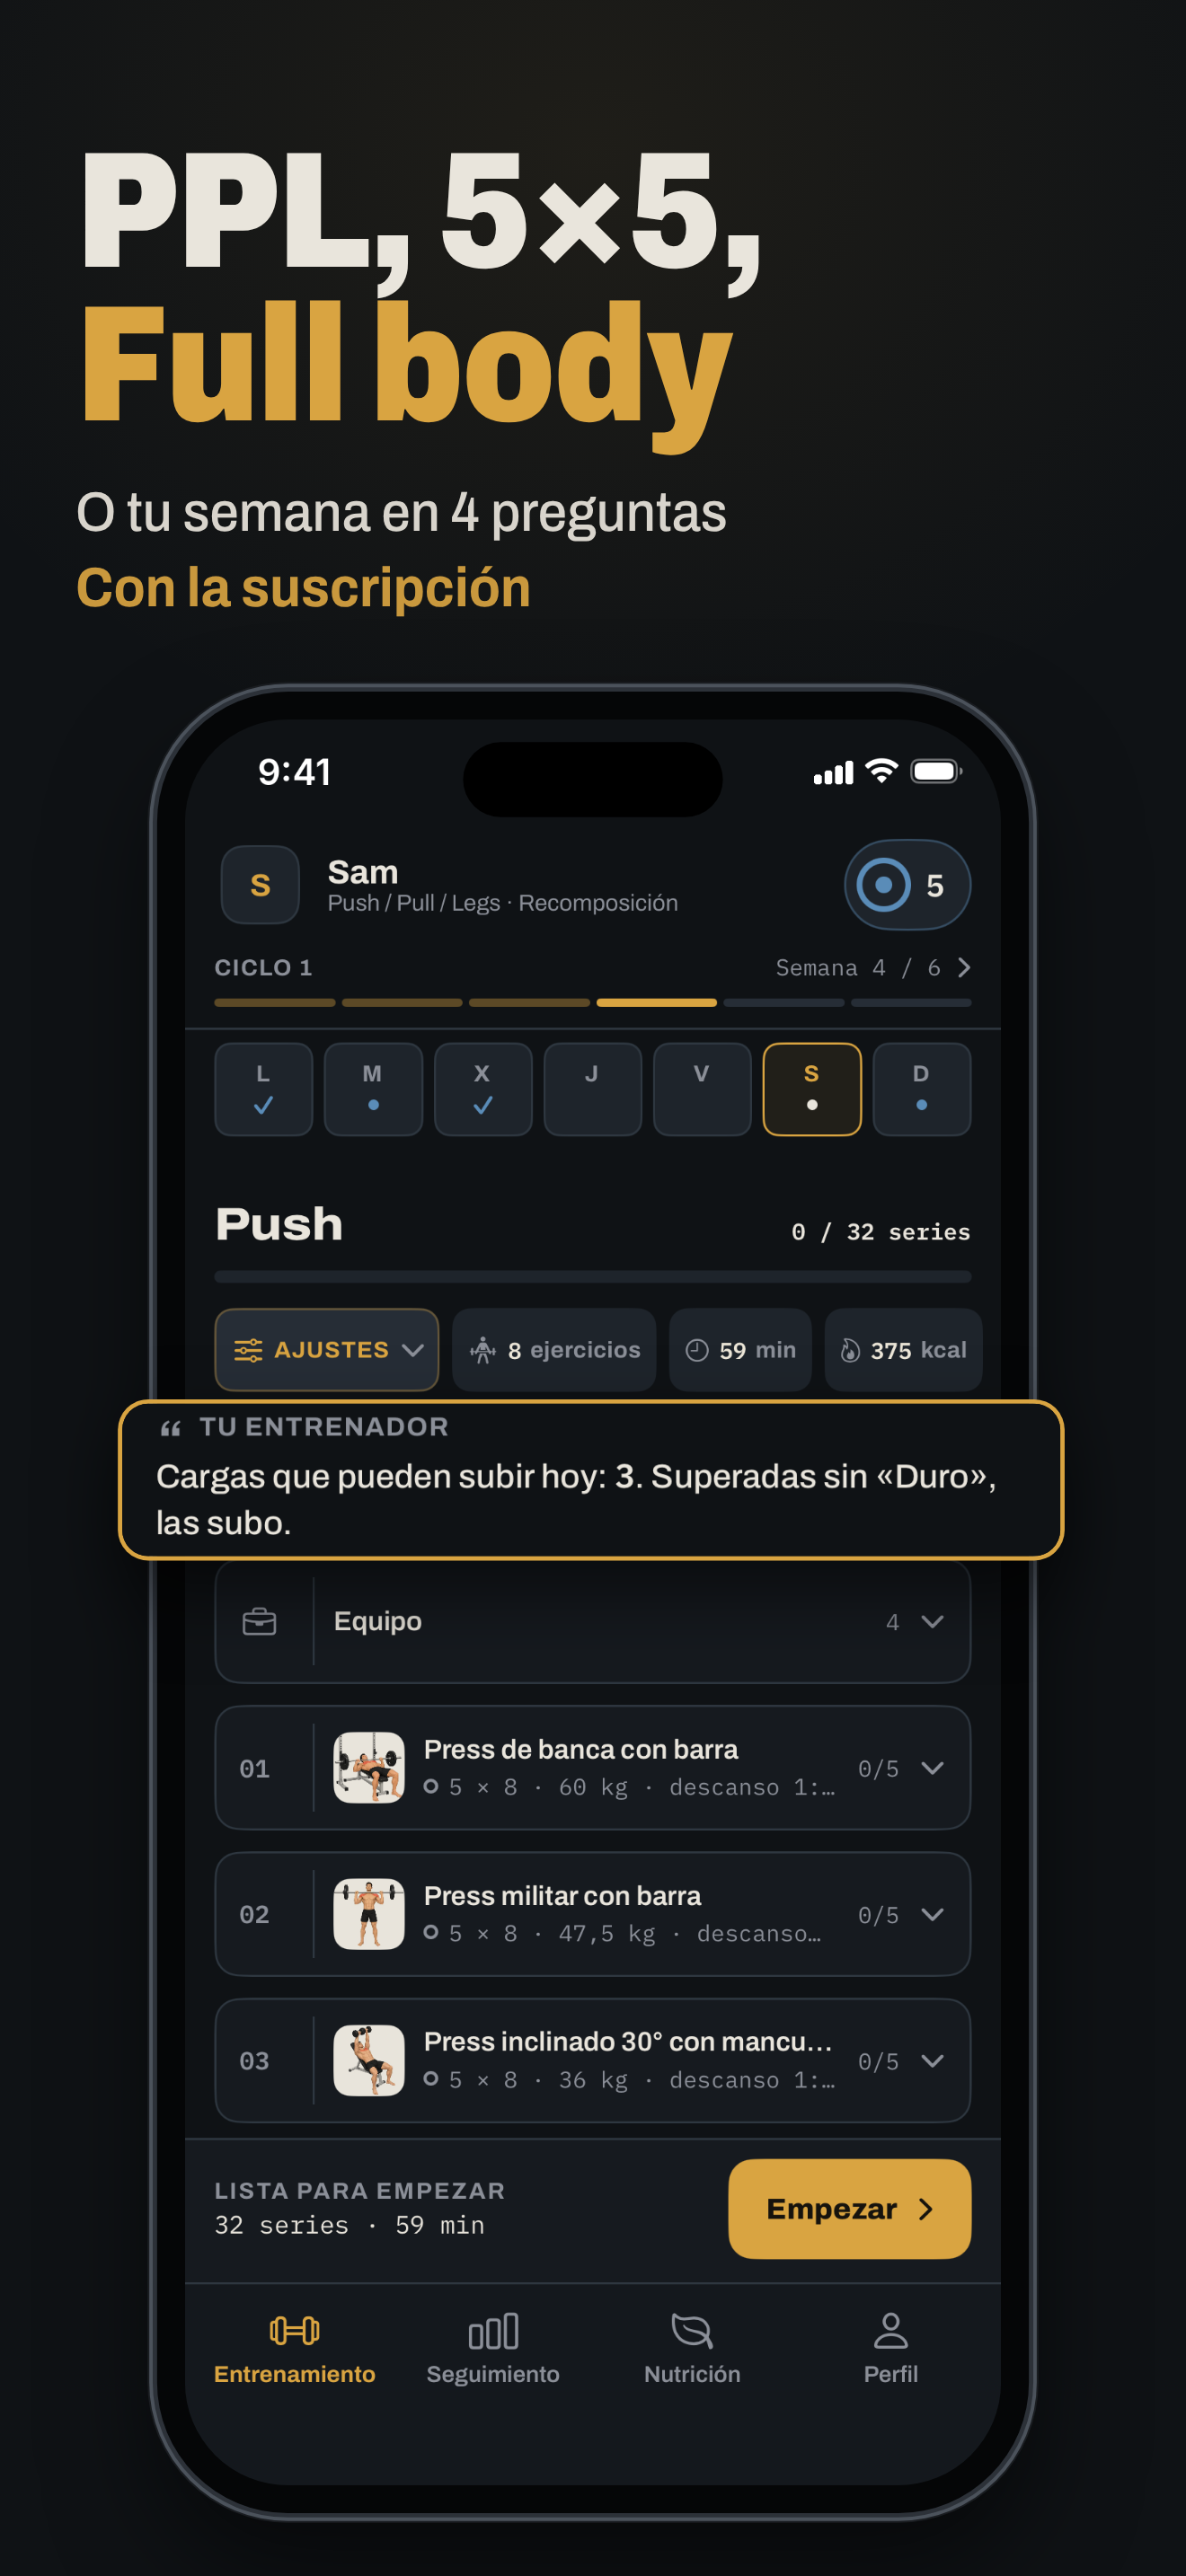 PPL, 5×5,
Full body
O tu semana en 4 preguntas
Con la suscripción
9:41
S
Sam
Push / Pull / Legs · Recomposición
5
CICLO 1
Semana 4 / 6
L
M
X
J
V
S
D
Push
0 / 32 series
AJUSTES
8 ejercicios
59 min
375 kcal
“ TU ENTRENADOR
Cargas que pueden subir hoy: 3. Superadas sin «Duro»,
las subo.
Equipo
4
01
Press de banca con barra
5 × 8 · 60 kg · descanso 1:…
0/5
02
Press militar con barra
5 × 8 · 47,5 kg · descanso…
0/5
03
Press inclinado 30° con mancu…
5 × 8 · 36 kg · descanso 1:…
0/5
LISTA PARA EMPEZAR
32 series · 59 min
Empezar
Entrenamiento
Seguimiento
Nutrición
Perfil